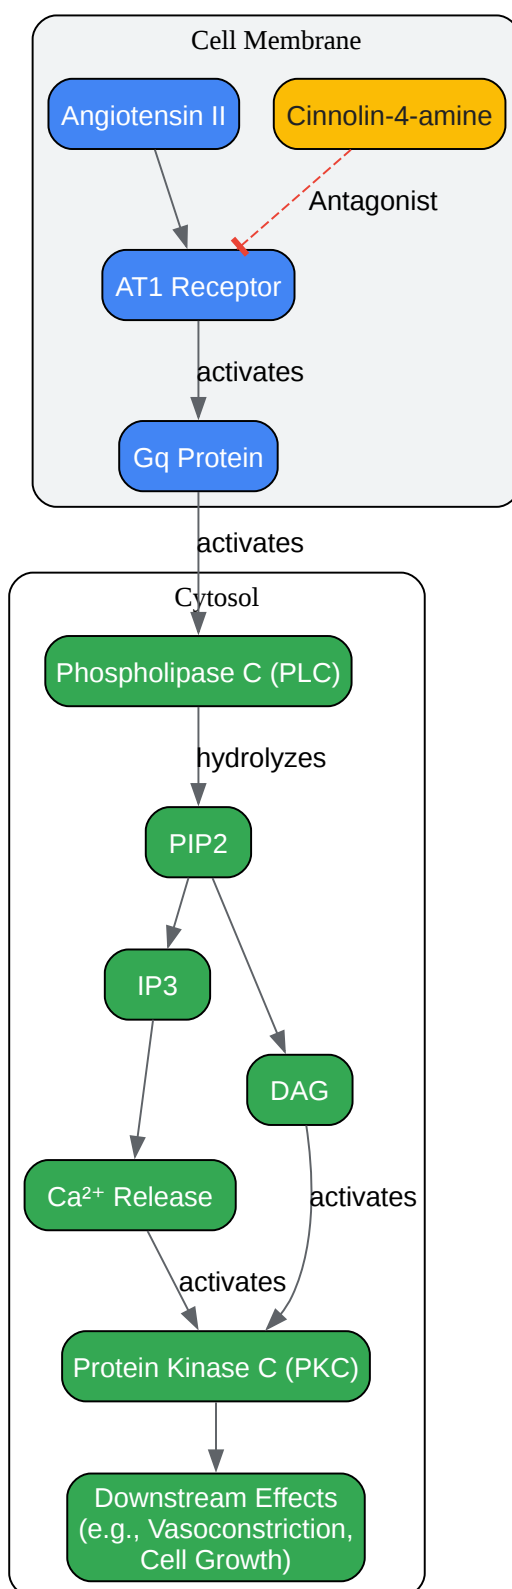 Cell Membrane
Angiotensin II
Cinnolin-4-amine
Antagonist
AT1 Receptor
activates
Gq Protein
activates
Cytosol
Phospholipase C (PLC)
hydrolyzes
PIP2
IP3
DAG
Ca²⁺ Release
activates
activates
Protein Kinase C (PKC)
Downstream Effects
(e.g., Vasoconstriction,
Cell Growth)